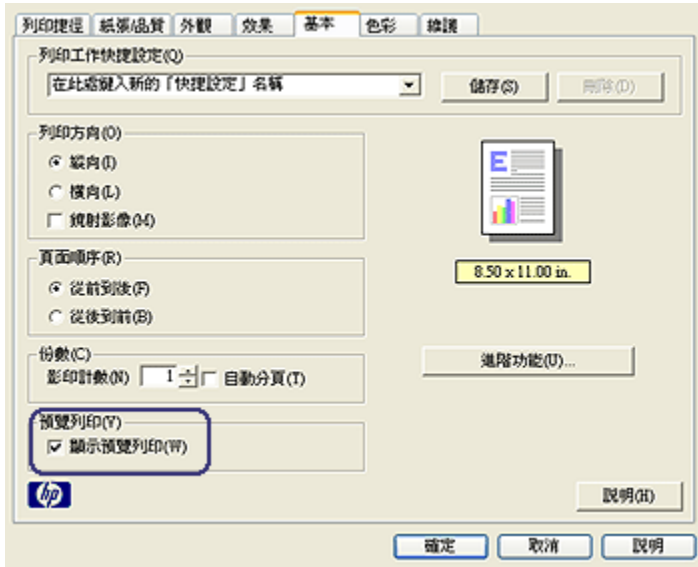 列印捷徑 紙張/品質 外觀 效果 基本 色彩 維護
列印工作快捷設定(Q)
在此處鍵入新的「快捷設定」名稱 儲存(S) 刪除(D)
列印方向(O)
縱向(I)
橫向(L)
鏡射影像(M)
E
8.50 x 11.00 in.
頁面順序(R)
從前到後(F)
從後到前(B)
份數(C)
影印計數(N) 1 自動分頁(T)
進階功能(U)...
預覽列印(V)
顯示預覽列印(W)
hp
說明(H)
確定 取消 說明